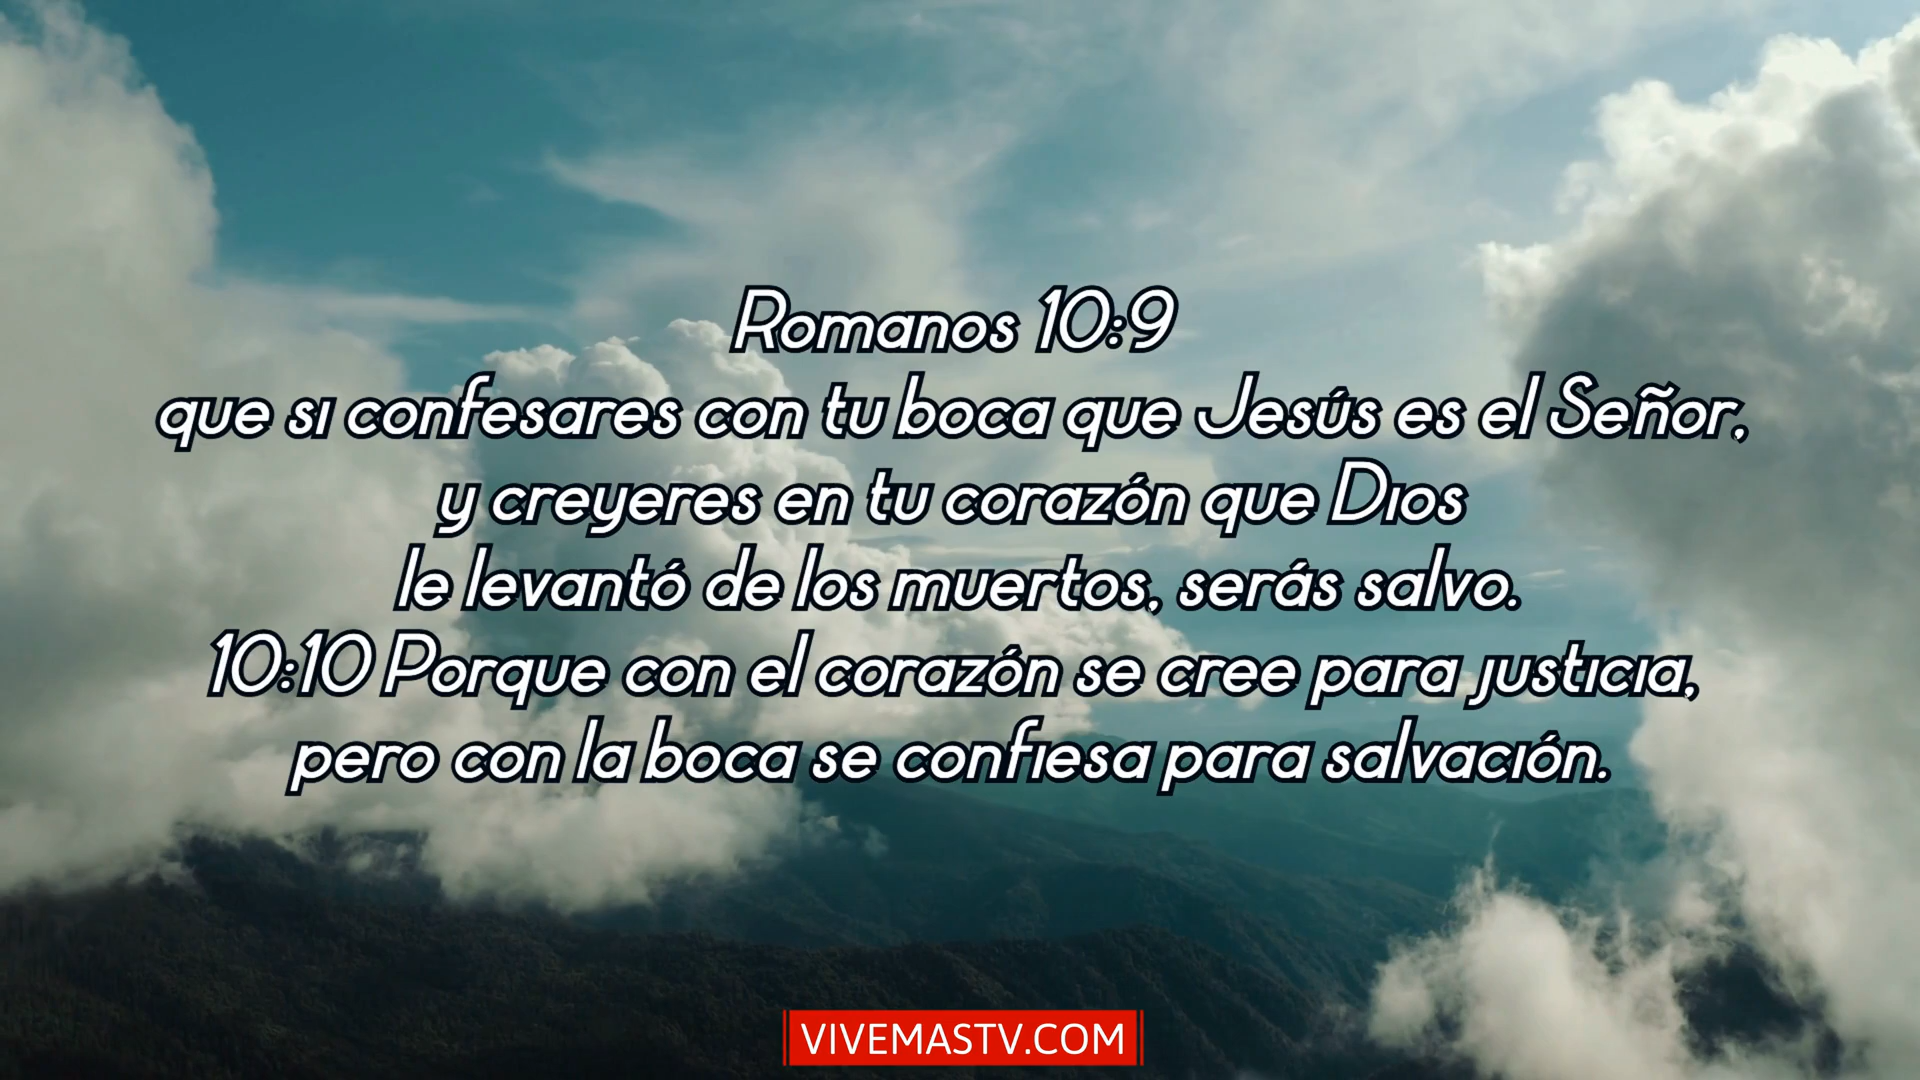 Romanos 10:9
que si confesares con tu boca que Jesús es el Señor,
y creyeres en tu corazón que Dios
le levantó de los muertos, serás salvo.
10:10 Porque con el corazón se cree para justicia,
pero con la boca se confiesa para salvación.
VIVEMASTV.COM